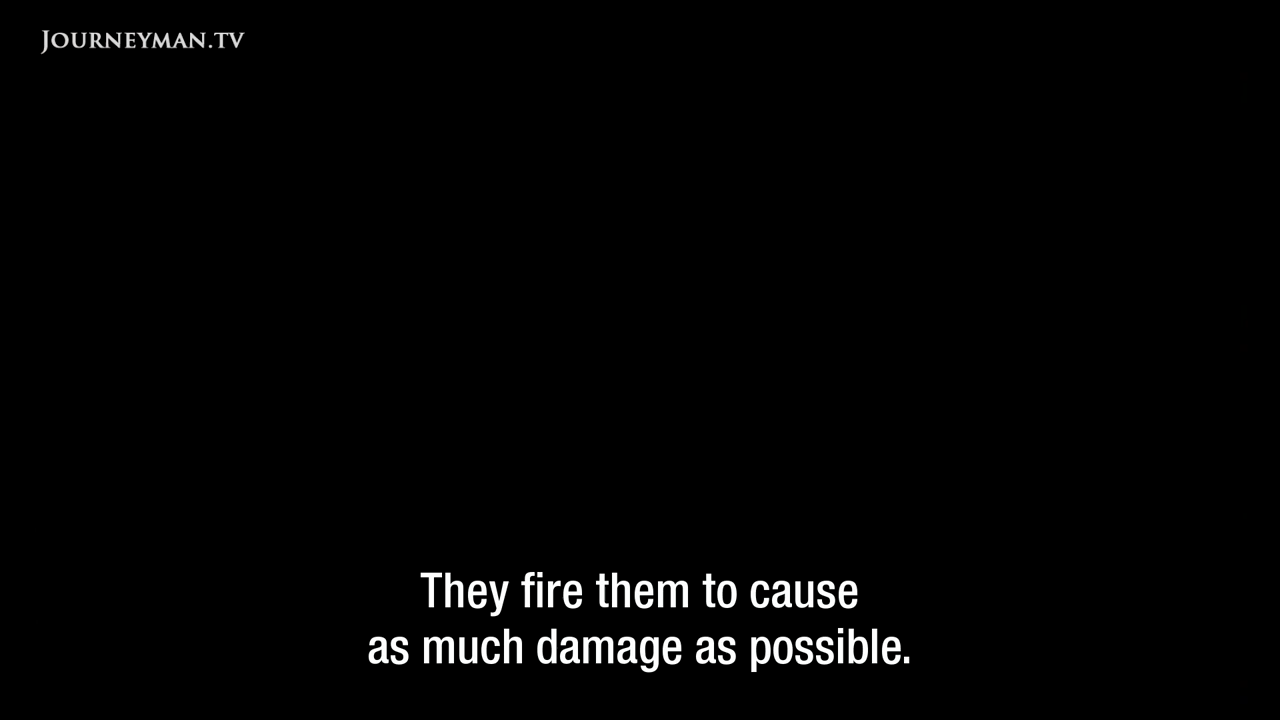 JOURNEYMAN.TV
They fire them to cause
as much damage as possible.